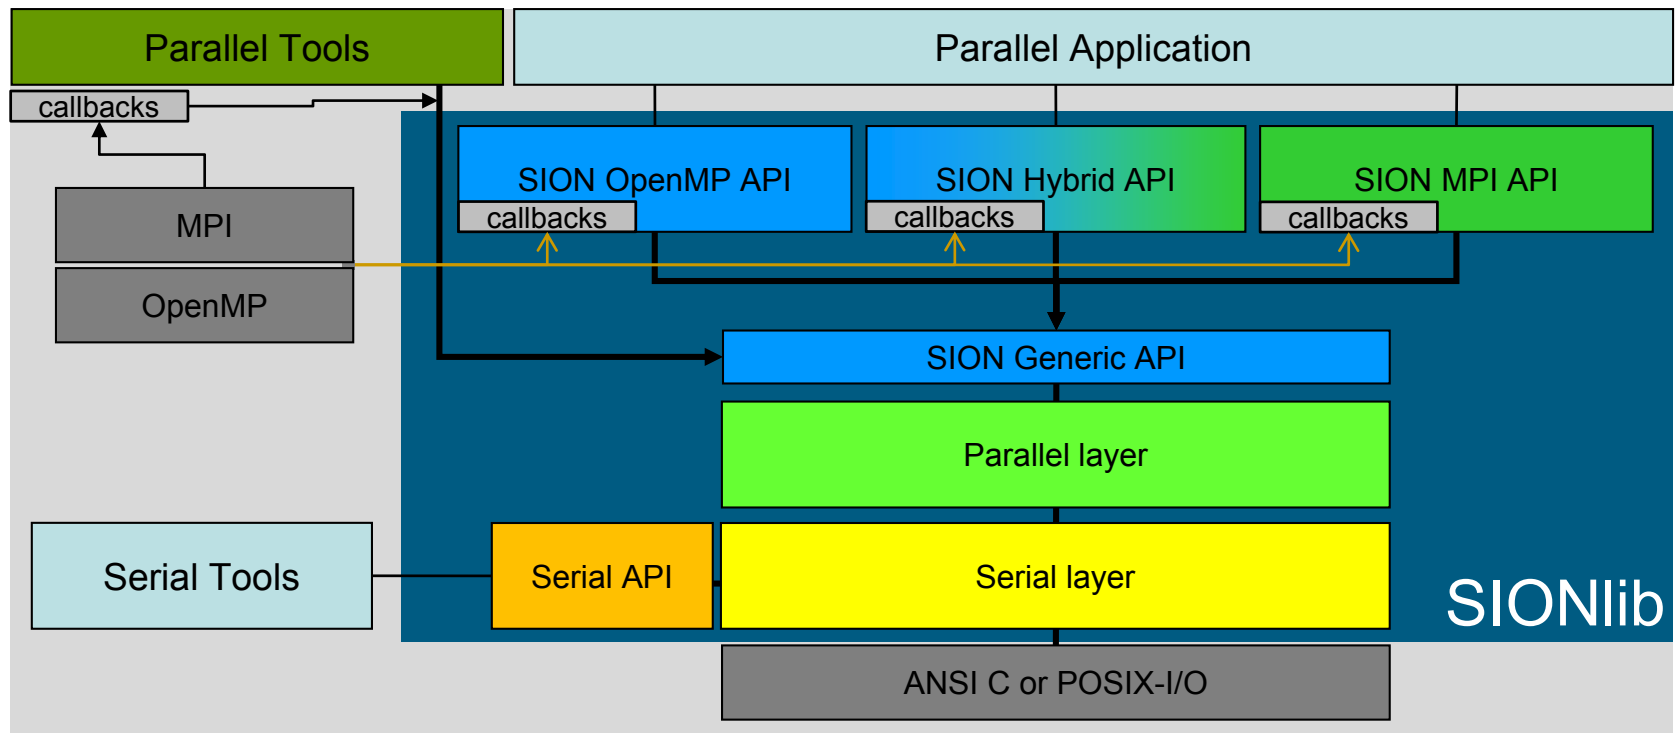 Parallel Tools
Parallel Application
callbacks
SION OpenMP API
callbacks
SION Hybrid API
callbacks
SION MPI API
callbacks
MPI
OpenMP
SION Generic API
Parallel layer
Serial Tools
Serial API
Serial layer
SIONlib
ANSI C or POSIX-I/O